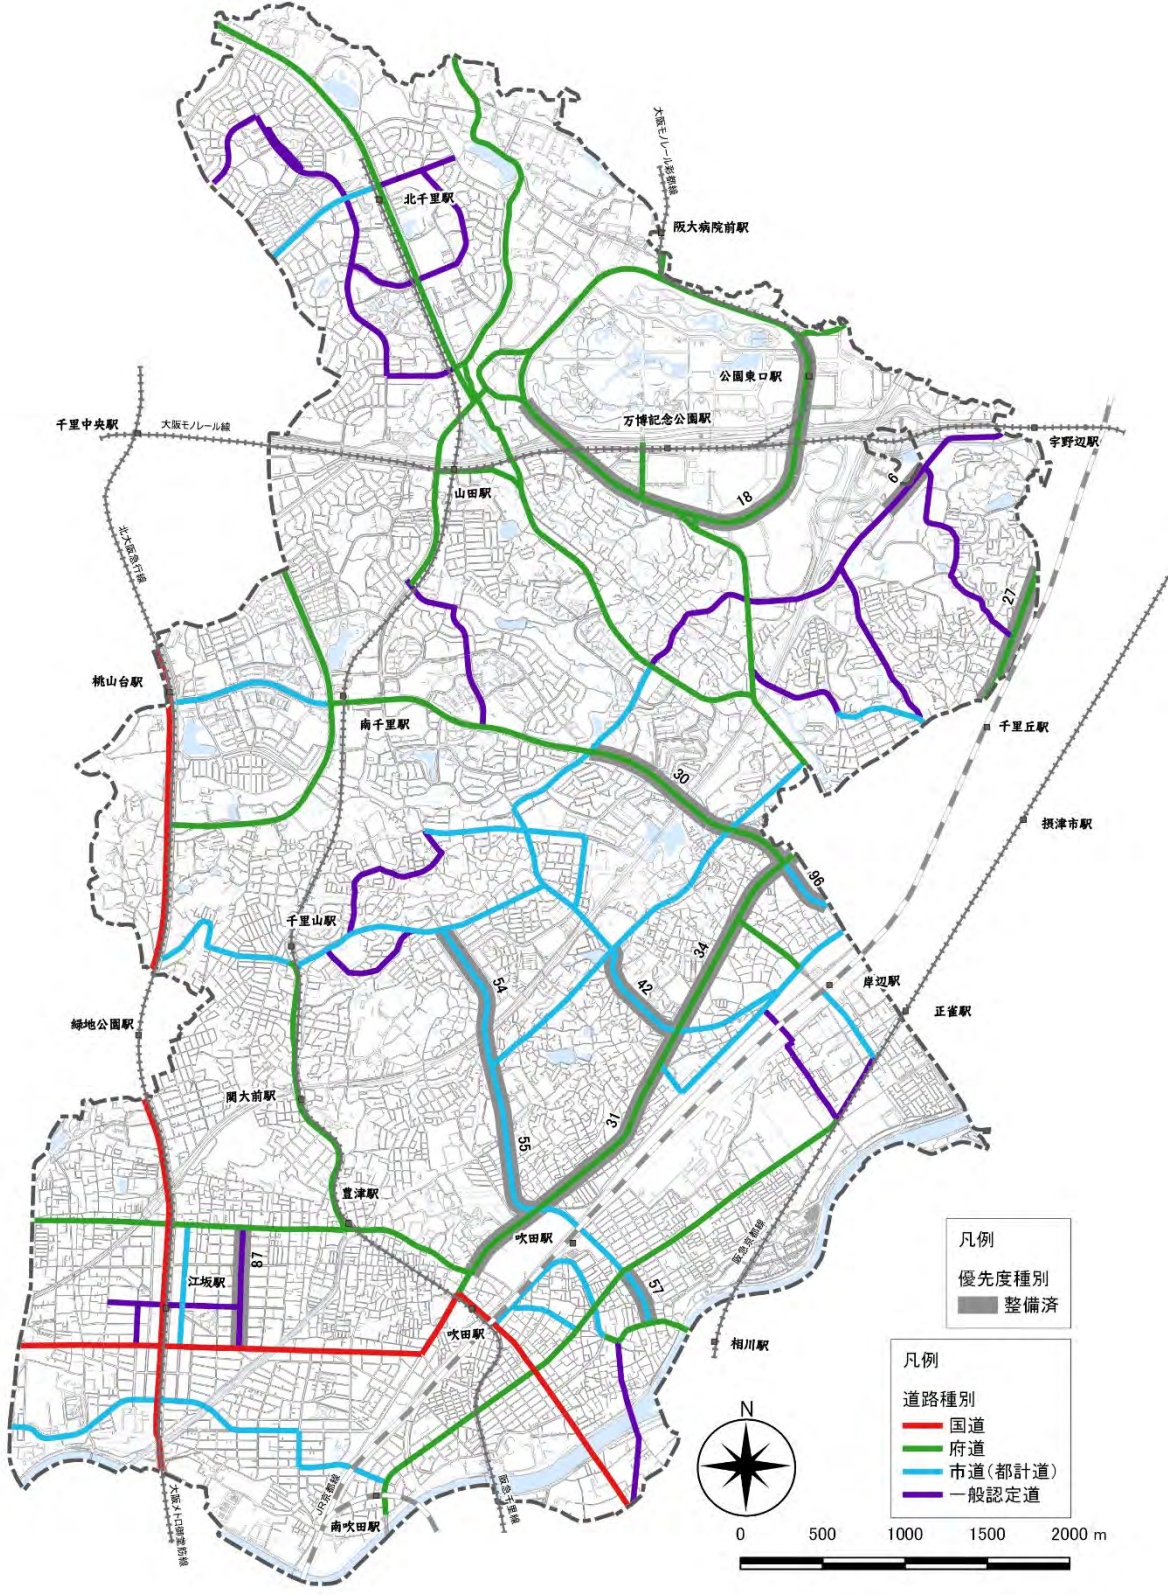 大阪モノレール彩都線
北千里駅
阪大病院前駅
公園東口駅
千里中央駅
大阪モノレール線
万博記念公園駅
宇野辺駅
山田駅
18
6
北大阪急行線
27
桃山台駅
南千里駅
千里丘駅
30
摂津市駅
96
千里山駅
34
54
42
岸辺駅
正雀駅
緑地公園駅
関大前駅
31
55
豊津駅
吹田駅
阪急京都線
87
江坂駅
57
吹田駅
相川駅
凡例
優先度種別
整備済
凡例
道路種別
国道
府道
市道(都計道)
一般認定道
N
大阪メトロ御堂筋線
JR京都線
阪急千里線
南吹田駅
0 500 1000 1500 2000 m